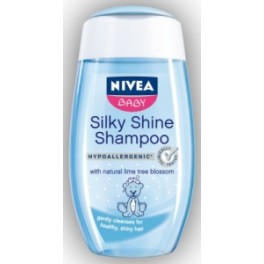 NIVEA
BABY
Silky Shine
Shampoo
HYPOALLERGENIC*
with natural lime tree blossom
gently cleanses for
healthy, shiny hair